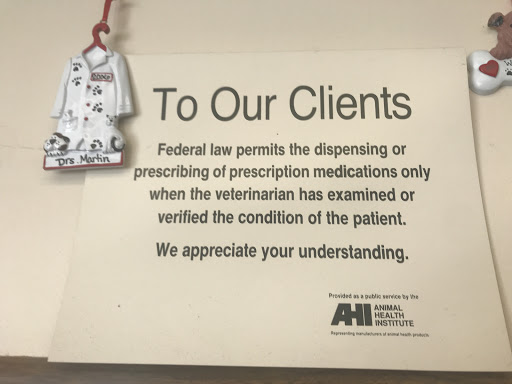 To Our Clients
Federal law permits the dispensing or
prescribing of prescription medications only
when the veterinarian has examined or
verified the condition of the patient.
We appreciate your understanding.
Provided as a public service by the
AHI
ANIMAL
HEALTH
INSTITUTE
Representing manufacturers of animal health products
Drs. Martin